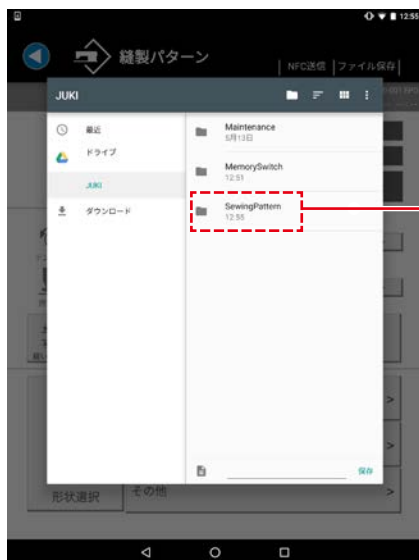 12:55
縫製パターン
NFC送信
ファイル保存
JUKI
最近
ドライブ
JUKI
ダウンロード
Maintenance
5月13日
MemorySwitch
12:51
SewingPattern
12:55
保存
形状選択
その他